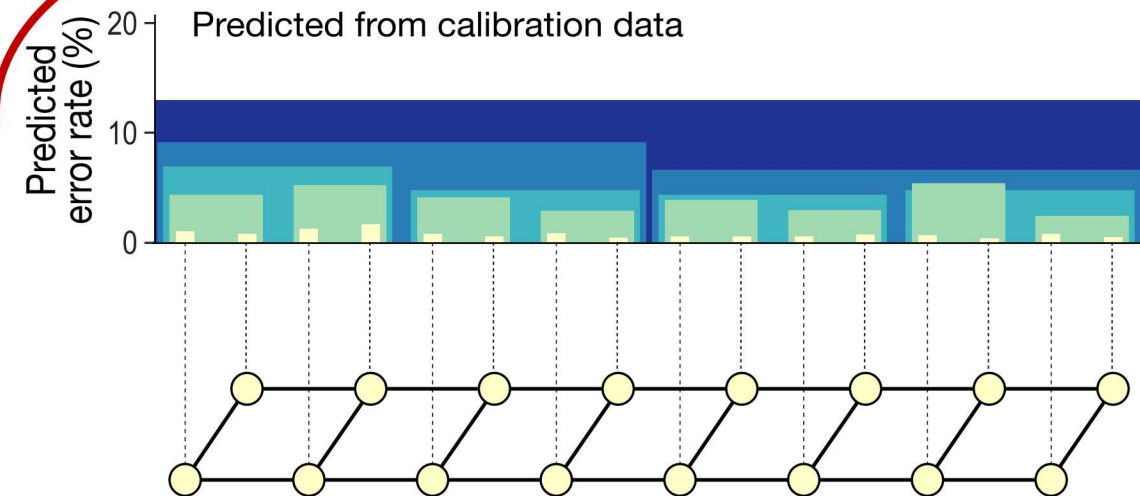 Predicted from calibration data
Predicted
error rate (%)
20
10
0